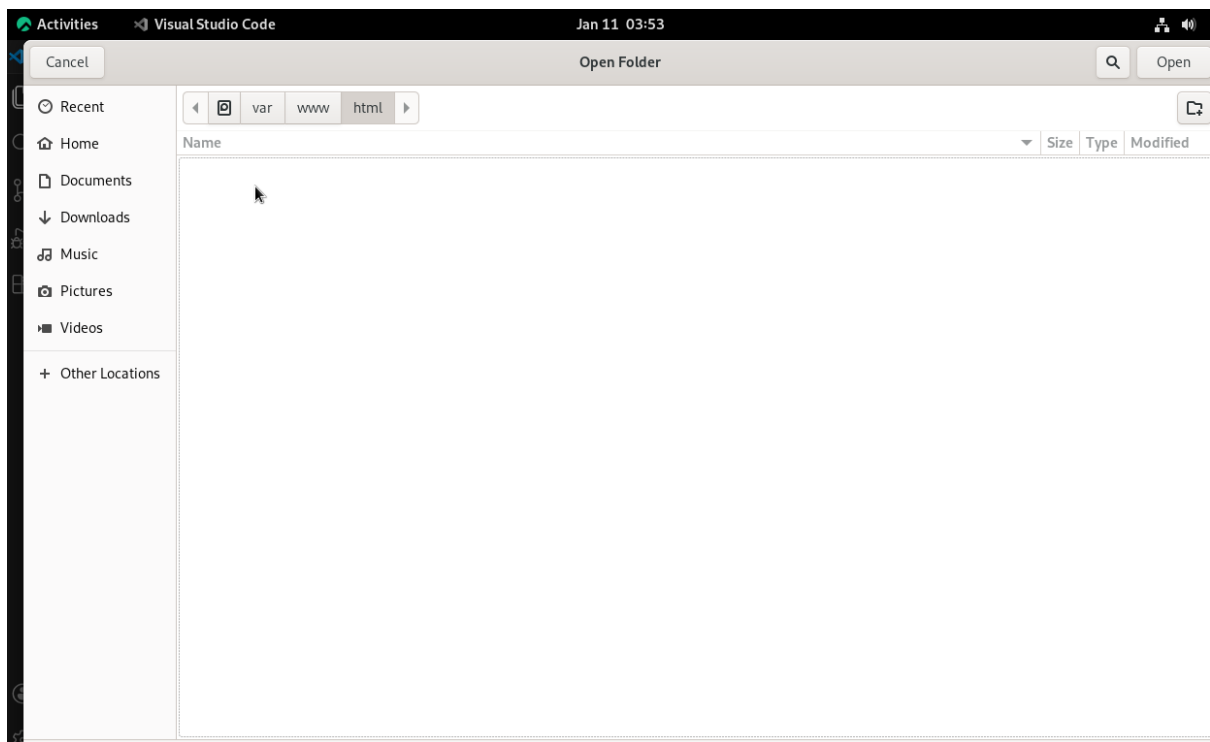 Activities Visual Studio Code Jan 11 03:53
Cancel Open Folder Open
Recent
var www html
Home
Name Size Type Modified
Documents
Downloads
Music
Pictures
Videos
+ Other Locations